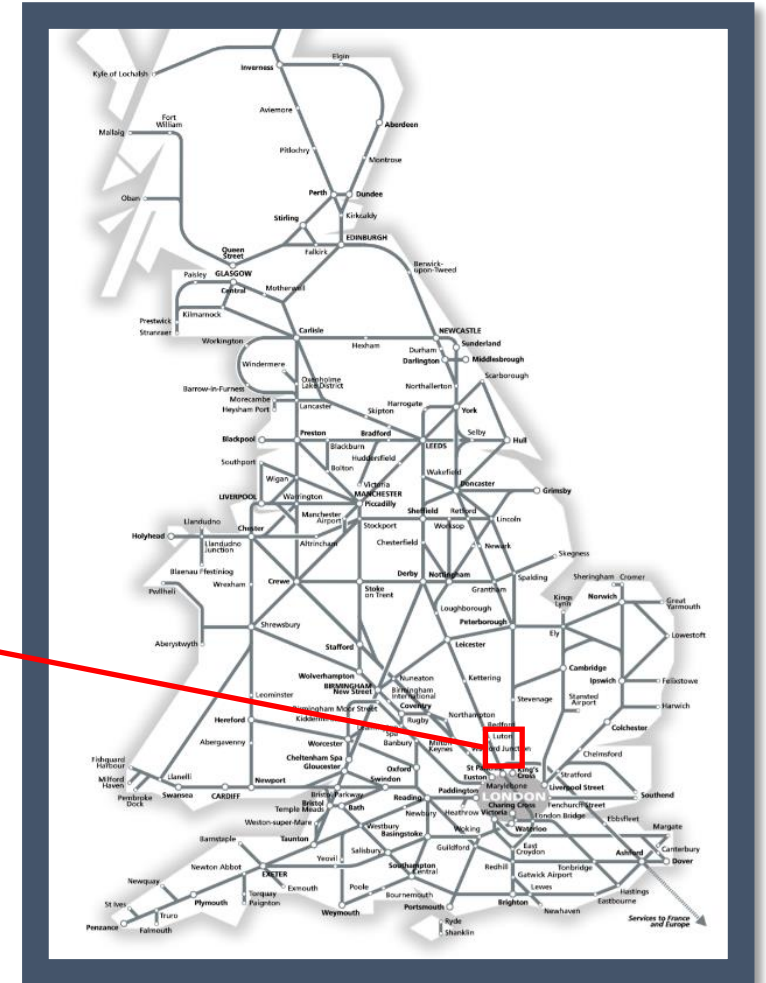 Elgin
Inverness
Kyle of Lochalsh
Aviemore
Fort
William
Mallaig
Aberdeen
Pitlochry
Montrose
Perth
Dundee
Oban
Stirling
Kirkcaldy
EDINBURGH
Falkirk
Queen
Street
GLASGOW
Central
Paisley
Motherwell
Berwick-
upon-Tweed
Kilmarnock
Prestwick
Stranraer
Carlisle
Workington
Hexham
NEWCASTLE
Sunderland
Durham
Darlington
Middlesbrough
Windermere
Oxenholme
Lake District
Barrow-in-Furness
Northallerton
Scarborough
Morecambe
Heysham Port
Lancaster
Harrogate
Skipton
York
Preston
Bradford
Selby
Blackpool
Blackburn
LEEDS
Hull
Southport
Bolton
Huddersfield
Wakefield
Wigan
Victoria
MANCHESTER
Piccadilly
Doncaster
Grimsby
LIVERPOOL
Warrington
Manchester
Airport
Stockport
Sheffield
Retford
Worksop
Lincoln
Llandudno
Chester
Holyhead
Llandudno
Junction
Altrincham
Chesterfield
Newark
Skegness
Blaenau Ffestiniog
Pwllheli
Wrexham
Crewe
Stoke
on Trent
Derby
Nottingham
Grantham
Spalding
Sheringham
Cromer
Kings
Lynn
Norwich
Great
Yarmouth
Loughborough
Peterborough
Shrewsbury
Aberystwyth
Stafford
Leicester
Ely
Lowestoft
Wolverhampton
BIRMINGHAM
New Street
Nuneaton
Birmingham
International
Kettering
Cambridge
Ipswich
Felixstowe
Leominster
Birmingham Moor Street
Coventry
Rugby
Northampton
Stevenage
Stansted
Airport
Harwich
Hereford
Spa
Banbury
Milton
Keynes
Bedford
Luton
Colchester
Abergavenny
Worcester
Watford Junction
Chelmsford
Cheltenham Spa
Gloucester
Oxford
Euston
King's
Cross
Stratford
Fishguard
Harbour
Milford
Haven
Pembroke
Dock
Llanelli
Swansea
CARDIFF
Newport
Swindon
Paddington
Marylebone
LONDON
Liverpool Street
Southend
Bristol Parkway
Bristol
Temple Meads
Bath
Reading
Newbury
Heathrow
Victoria
Charing Cross
Fenchurch Street
London Bridge
Ebbsfleet
Weston-super-Mare
Westbury
Basingstoke
Woking
Waterloo
Margate
Barnstaple
Taunton
Salisbury
Guildford
East
Croydon
Canterbury
Ashford
Dover
Newton Abbot
Yeovil
Southampton
Central
Redhill
Gatwick Airport
Tonbridge
Newquay
EXETER
Exmouth
Poole
Bournemouth
Lewes
Hastings
Eastbourne
St Ives
Plymouth
Torquay
Paignton
Weymouth
Portsmouth
Brighton
Newhaven
Truro
Falmouth
Penzance
Ryde
Shanklin
Services to France
and Europe